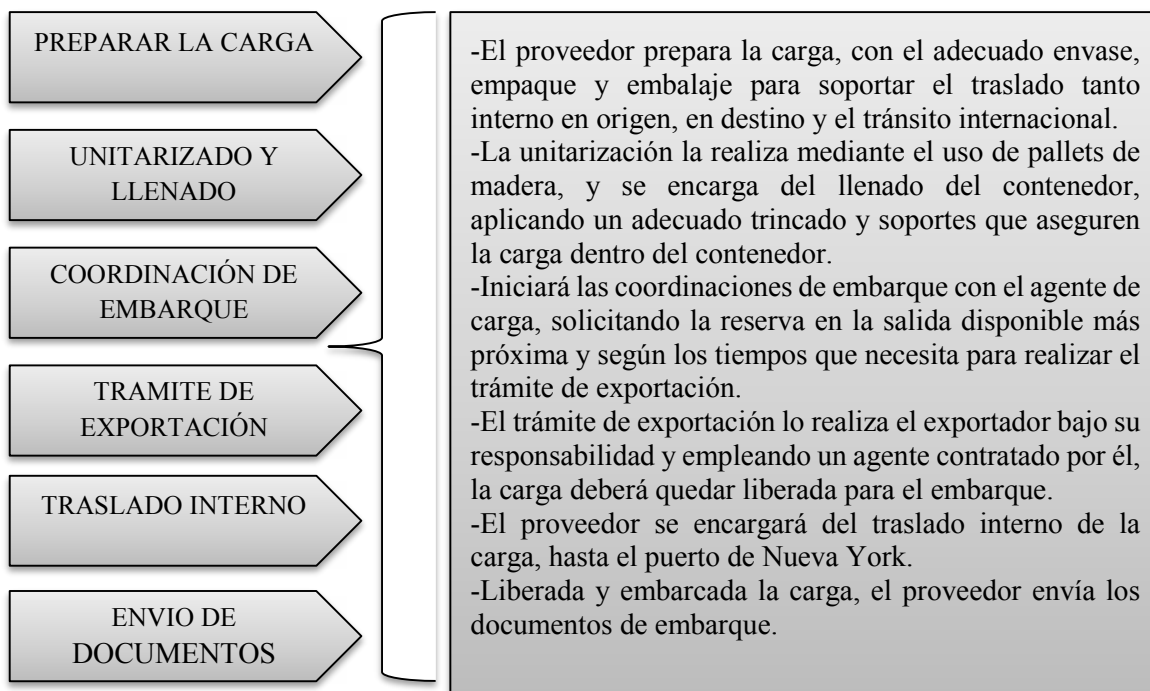 PREPARAR LA CARGA
UNITARIZADO Y
LLENADO
COORDINACIÓN DE
EMBARQUE
TRAMITE DE
EXPORTACIÓN
TRASLADO INTERNO
ENVIO DE
DOCUMENTOS
-El proveedor prepara la carga, con el adecuado envase,
empaque y embalaje para soportar el traslado tanto
interno en origen, en destino y el tránsito internacional.
-La unitarización la realiza mediante el uso de pallets de
madera, y se encarga del llenado del contenedor,
aplicando un adecuado trincado y soportes que aseguren
la carga dentro del contenedor.
-Iniciará las coordinaciones de embarque con el agente de
carga, solicitando la reserva en la salida disponible más
próxima y según los tiempos que necesita para realizar el
trámite de exportación.
-El trámite de exportación lo realiza el exportador bajo su
responsabilidad y empleando un agente contratado por él,
la carga deberá quedar liberada para el embarque.
-El proveedor se encargará del traslado interno de la
carga, hasta el puerto de Nueva York.
-Liberada y embarcada la carga, el proveedor envía los
documentos de embarque.